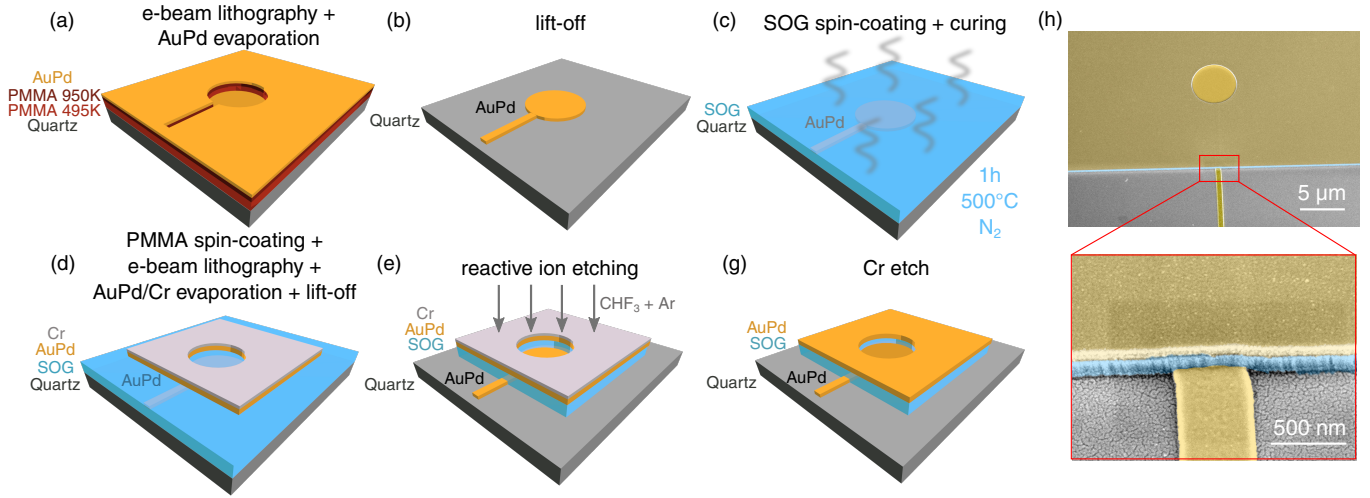 (a)
e-beam lithography +
AuPd evaporation
AuPd
PMMA 950K
PMMA 495K
Quartz
(b)
lift-off
AuPd
Quartz
(c)
SOG spin-coating + curing
SOG
Quartz
AuPd
1h
500°C
N₂
(d)
PMMA spin-coating +
e-beam lithography +
AuPd/Cr evaporation + lift-off
Cr
AuPd
SOG
Quartz
AuPd
(e)
reactive ion etching
CHF₃ + Ar
Cr
AuPd
SOG
Quartz
AuPd
(g)
Cr etch
AuPd
SOG
Quartz
AuPd
(h)
5 μm
500 nm